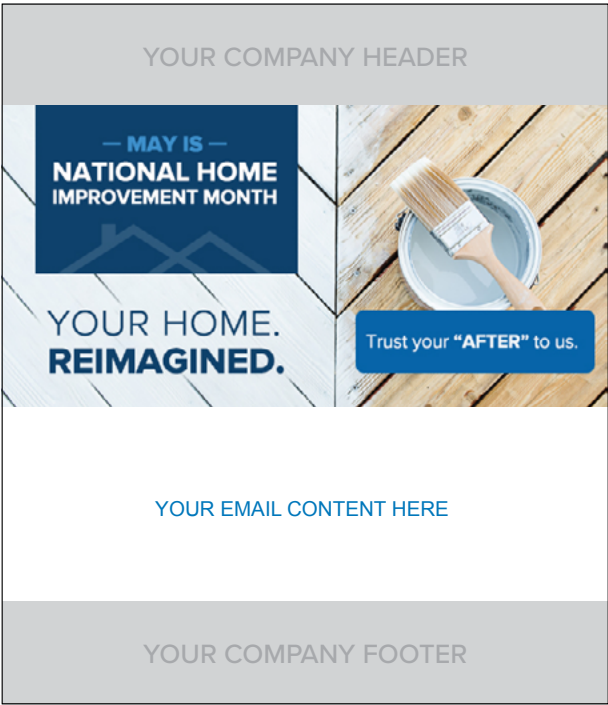 YOUR COMPANY HEADER
— MAY IS —
NATIONAL HOME
IMPROVEMENT MONTH
YOUR HOME.
REIMAGINED.
Trust your “AFTER” to us.
YOUR EMAIL CONTENT HERE
YOUR COMPANY FOOTER